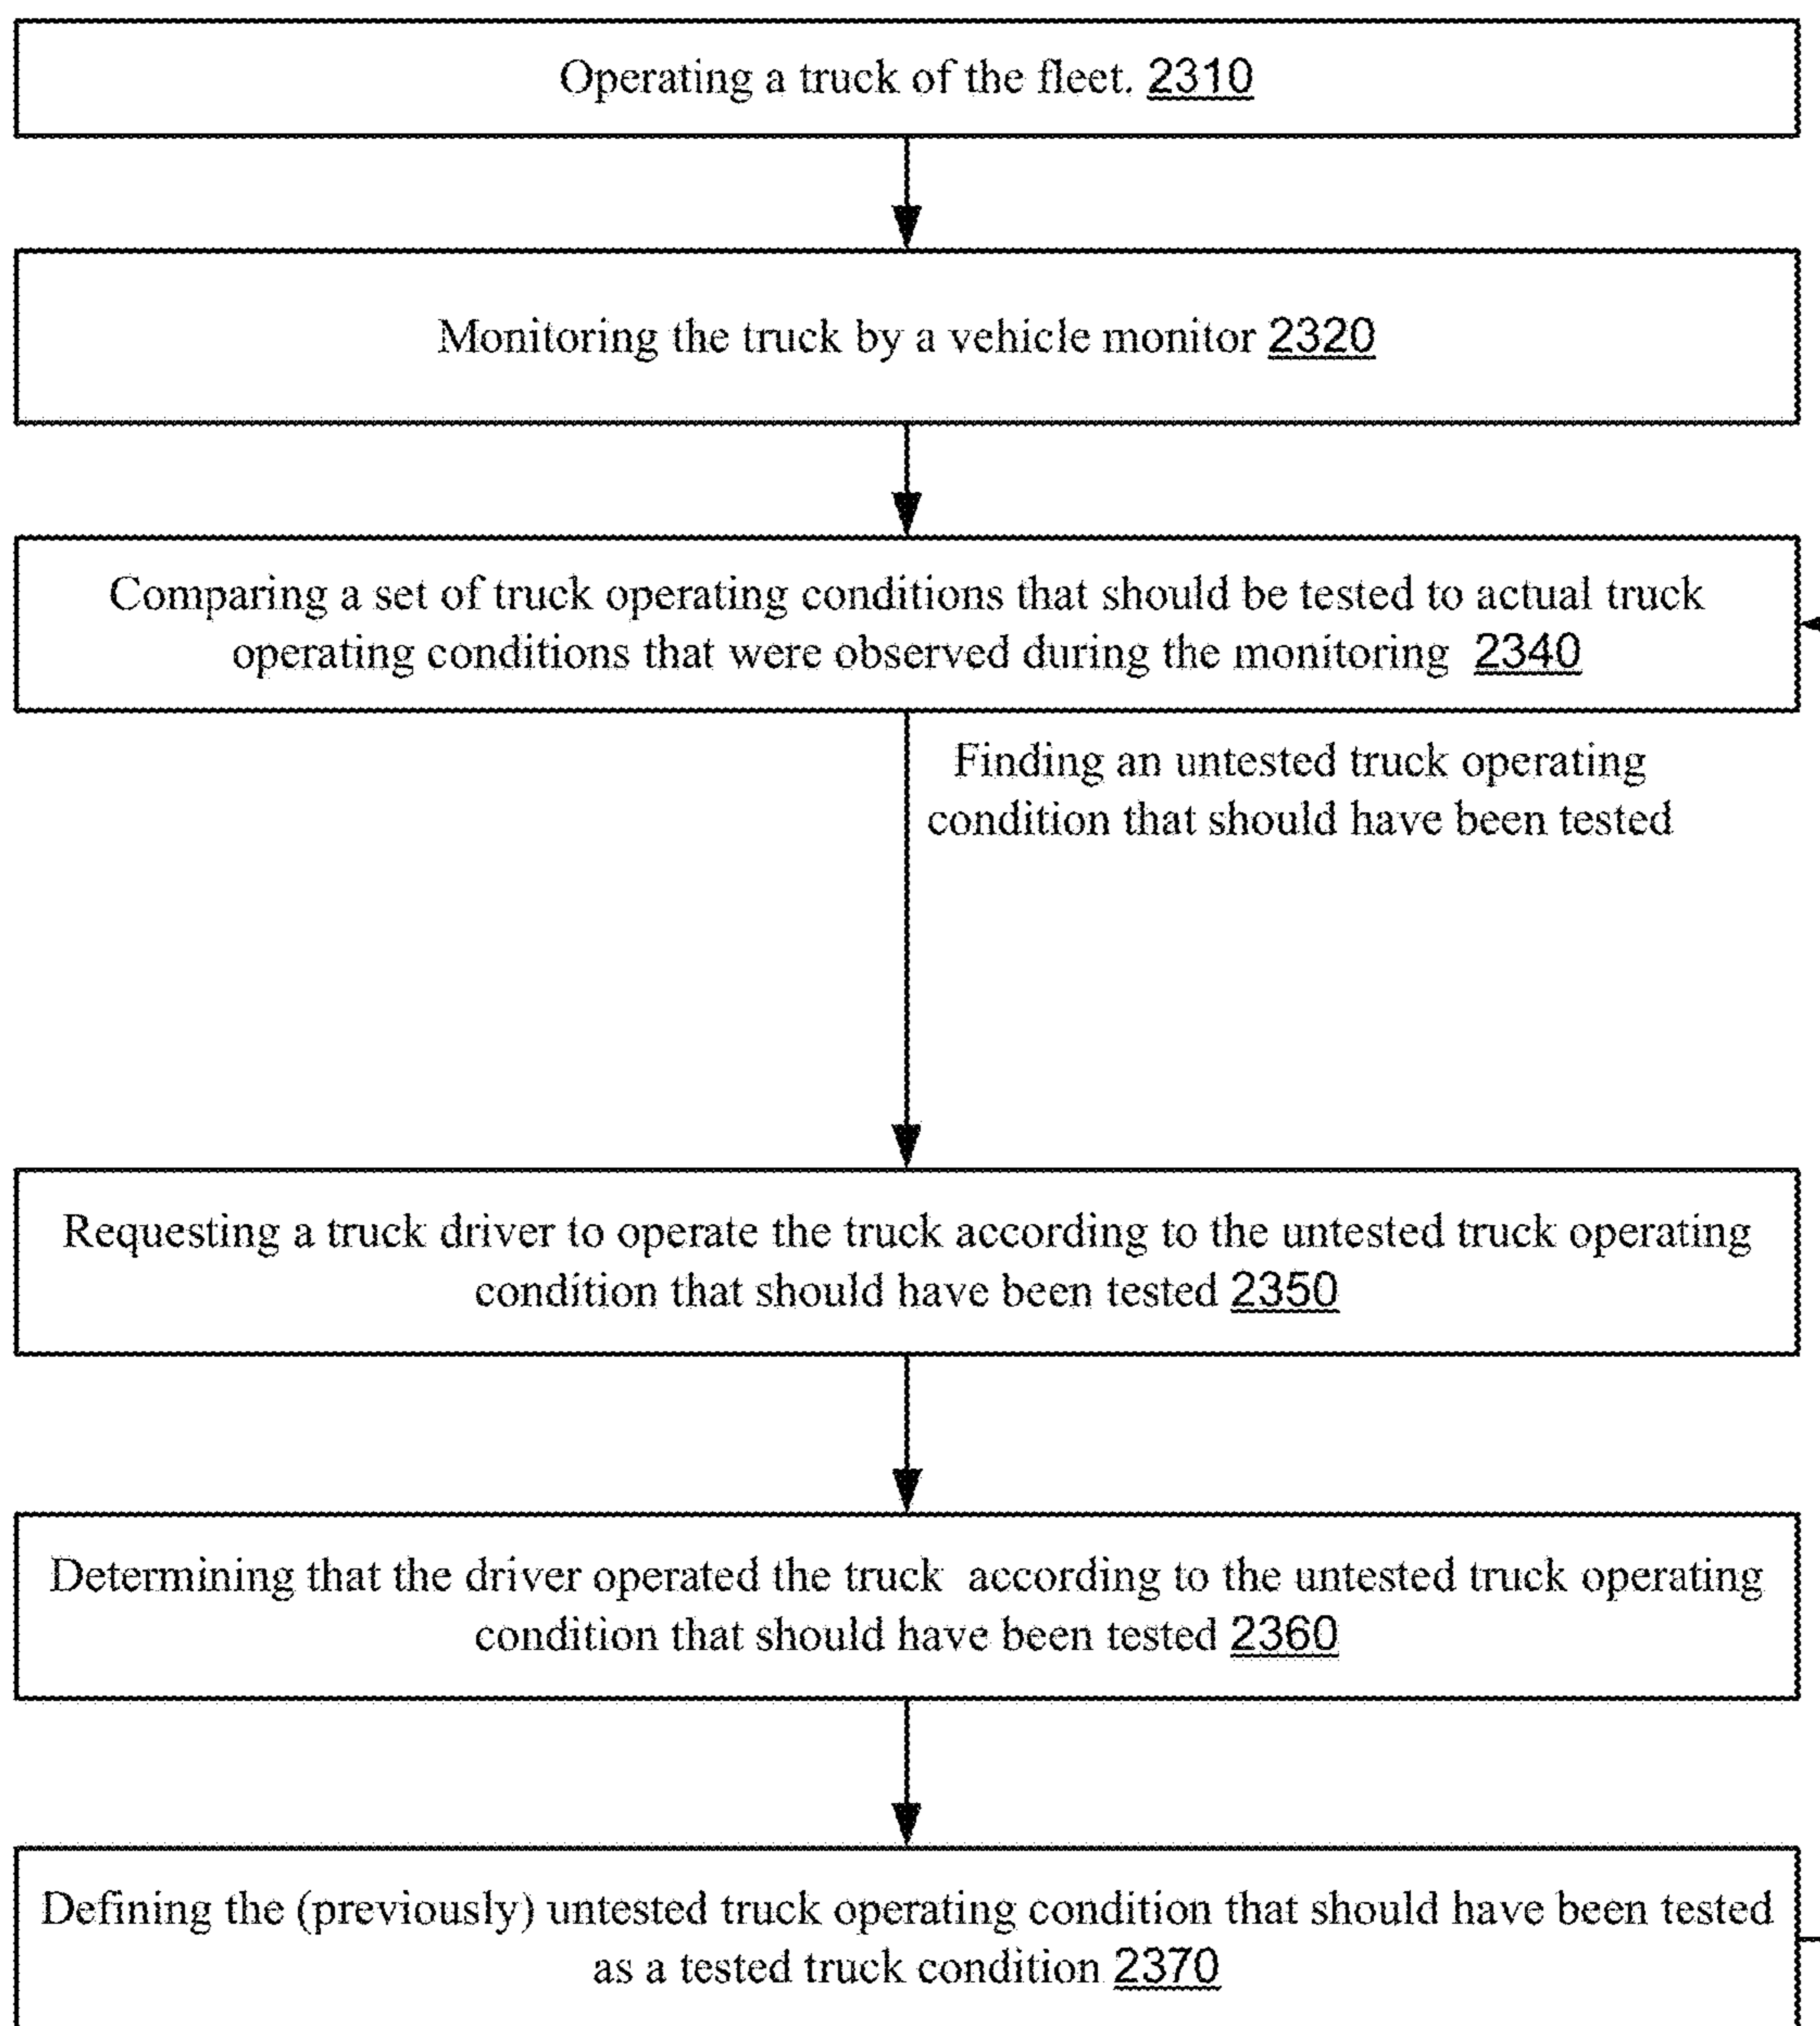 Operating a truck of the fleet. 2310
Monitoring the truck by a vehicle monitor 2320
Comparing a set of truck operating conditions that should be tested to actual truck
operating conditions that were observed during the monitoring 2340
Finding an untested truck operating
condition that should have been tested
Requesting a truck driver to operate the truck according to the untested truck operating
condition that should have been tested 2350
Determining that the driver operated the truck according to the untested truck operating
condition that should have been tested 2360
Defining the (previously) untested truck operating condition that should have been tested
as a tested truck condition 2370